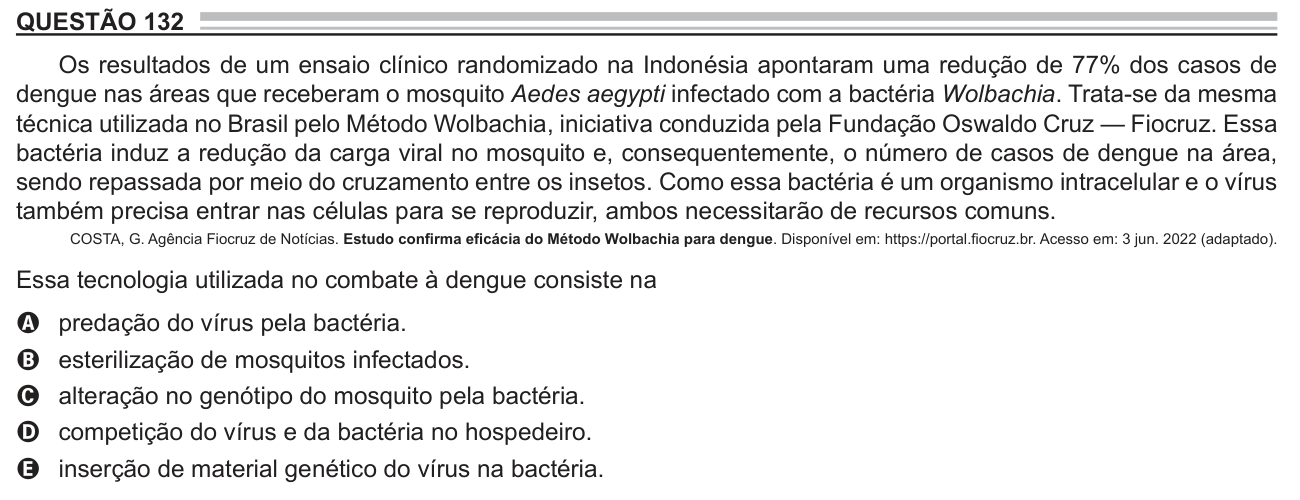 QUESTÃO 132
Os resultados de um ensaio clínico randomizado na Indonésia apontaram uma redução de 77% dos casos de
dengue nas áreas que receberam o mosquito Aedes aegypti infectado com a bactéria Wolbachia. Trata-se da mesma
técnica utilizada no Brasil pelo Método Wolbachia, iniciativa conduzida pela Fundação Oswaldo Cruz — Fiocruz. Essa
bactéria induz a redução da carga viral no mosquito e, consequentemente, o número de casos de dengue na área,
sendo repassada por meio do cruzamento entre os insetos. Como essa bactéria é um organismo intracelular e o vírus
também precisa entrar nas células para se reproduzir, ambos necessitarão de recursos comuns.
COSTA, G. Agência Fiocruz de Notícias. Estudo confirma eficácia do Método Wolbachia para dengue. Disponível em: https://portal.fiocruz.br. Acesso em: 3 jun. 2022 (adaptado).
Essa tecnologia utilizada no combate à dengue consiste na
A predação do vírus pela bactéria.
B esterilização de mosquitos infectados.
C alteração no genótipo do mosquito pela bactéria.
D competição do vírus e da bactéria no hospedeiro.
E inserção de material genético do vírus na bactéria.